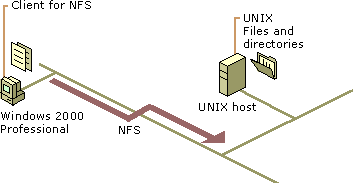 Client for NFS
Windows 2000
Professional
NFS
UNIX
Files and
directories
UNIX host